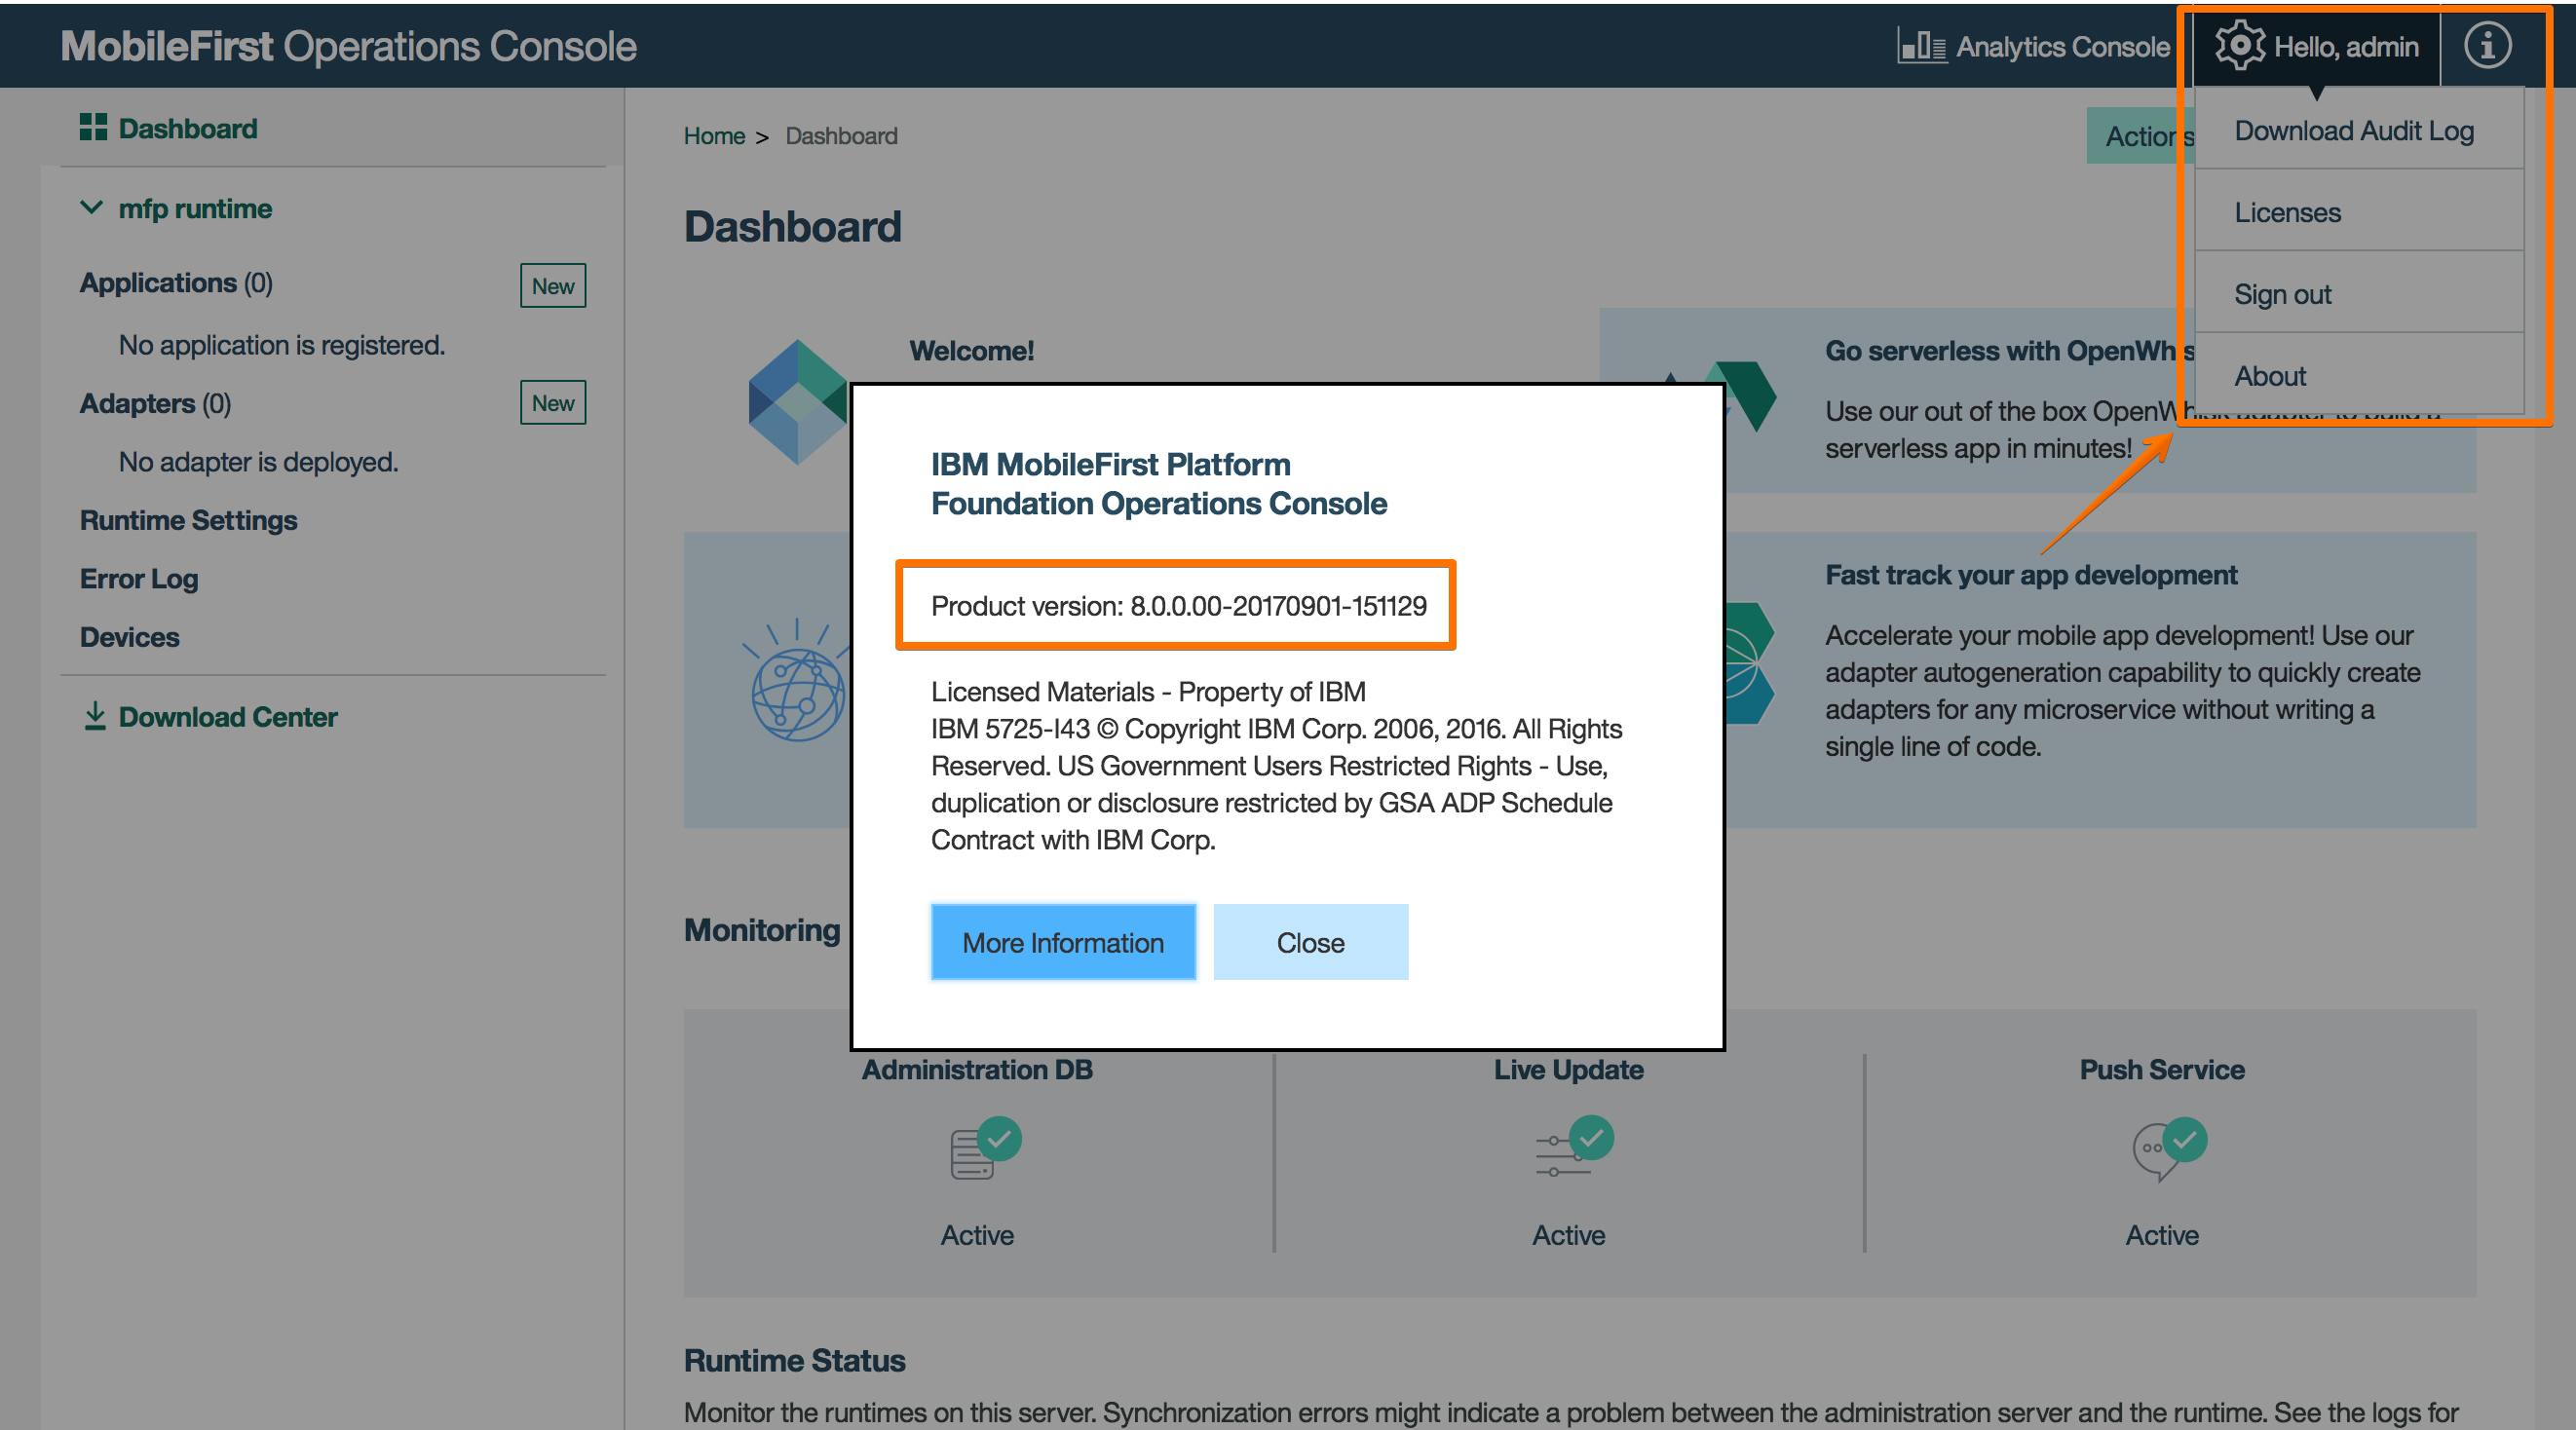 MobileFirst Operations Console
Analytics Console
Hello, admin
Dashboard
mfp runtime
Applications (0)
New
No application is registered.
Adapters (0)
New
No adapter is deployed.
Runtime Settings
Error Log
Devices
Download Center
Home > Dashboard
Actions
Dashboard
Download Audit Log
Licenses
Sign out
About
Welcome!
Go serverless with OpenWhis
Use our out of the box OpenWhisk adapter to build a
serverless app in minutes!
Fast track your app development
Accelerate your mobile app development! Use our
adapter autogeneration capability to quickly create
adapters for any microservice without writing a
single line of code.
IBM MobileFirst Platform
Foundation Operations Console
Product version: 8.0.0.00-20170901-151129
Licensed Materials - Property of IBM
IBM 5725-I43 © Copyright IBM Corp. 2006, 2016. All Rights
Reserved. US Government Users Restricted Rights - Use,
duplication or disclosure restricted by GSA ADP Schedule
Contract with IBM Corp.
More Information
Close
Monitoring
Administration DB
Active
Live Update
Active
Push Service
Active
Runtime Status
Monitor the runtimes on this server. Synchronization errors might indicate a problem between the administration server and the runtime. See the logs for